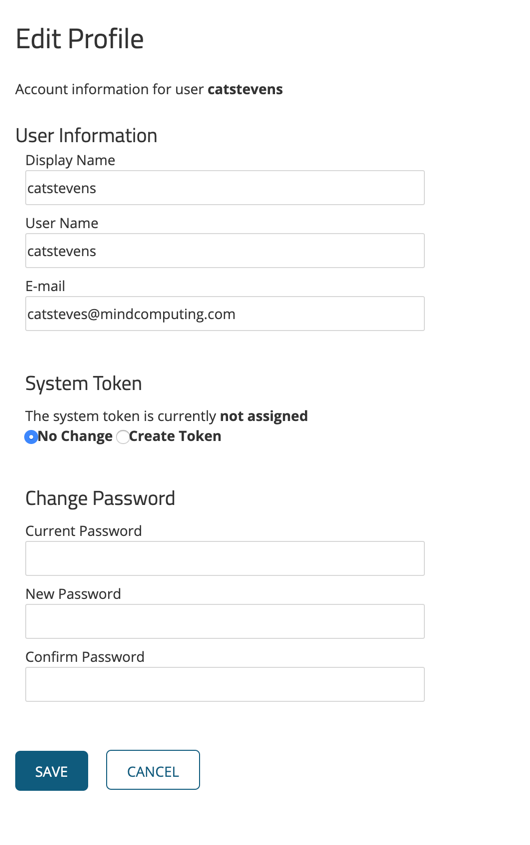 Edit Profile
Account information for user catstevens
User Information
Display Name
catstevens
User Name
catstevens
E-mail
catsteves@mindcomputing.com
System Token
The system token is currently not assigned
No Change Create Token
Change Password
Current Password
New Password
Confirm Password
SAVE CANCEL